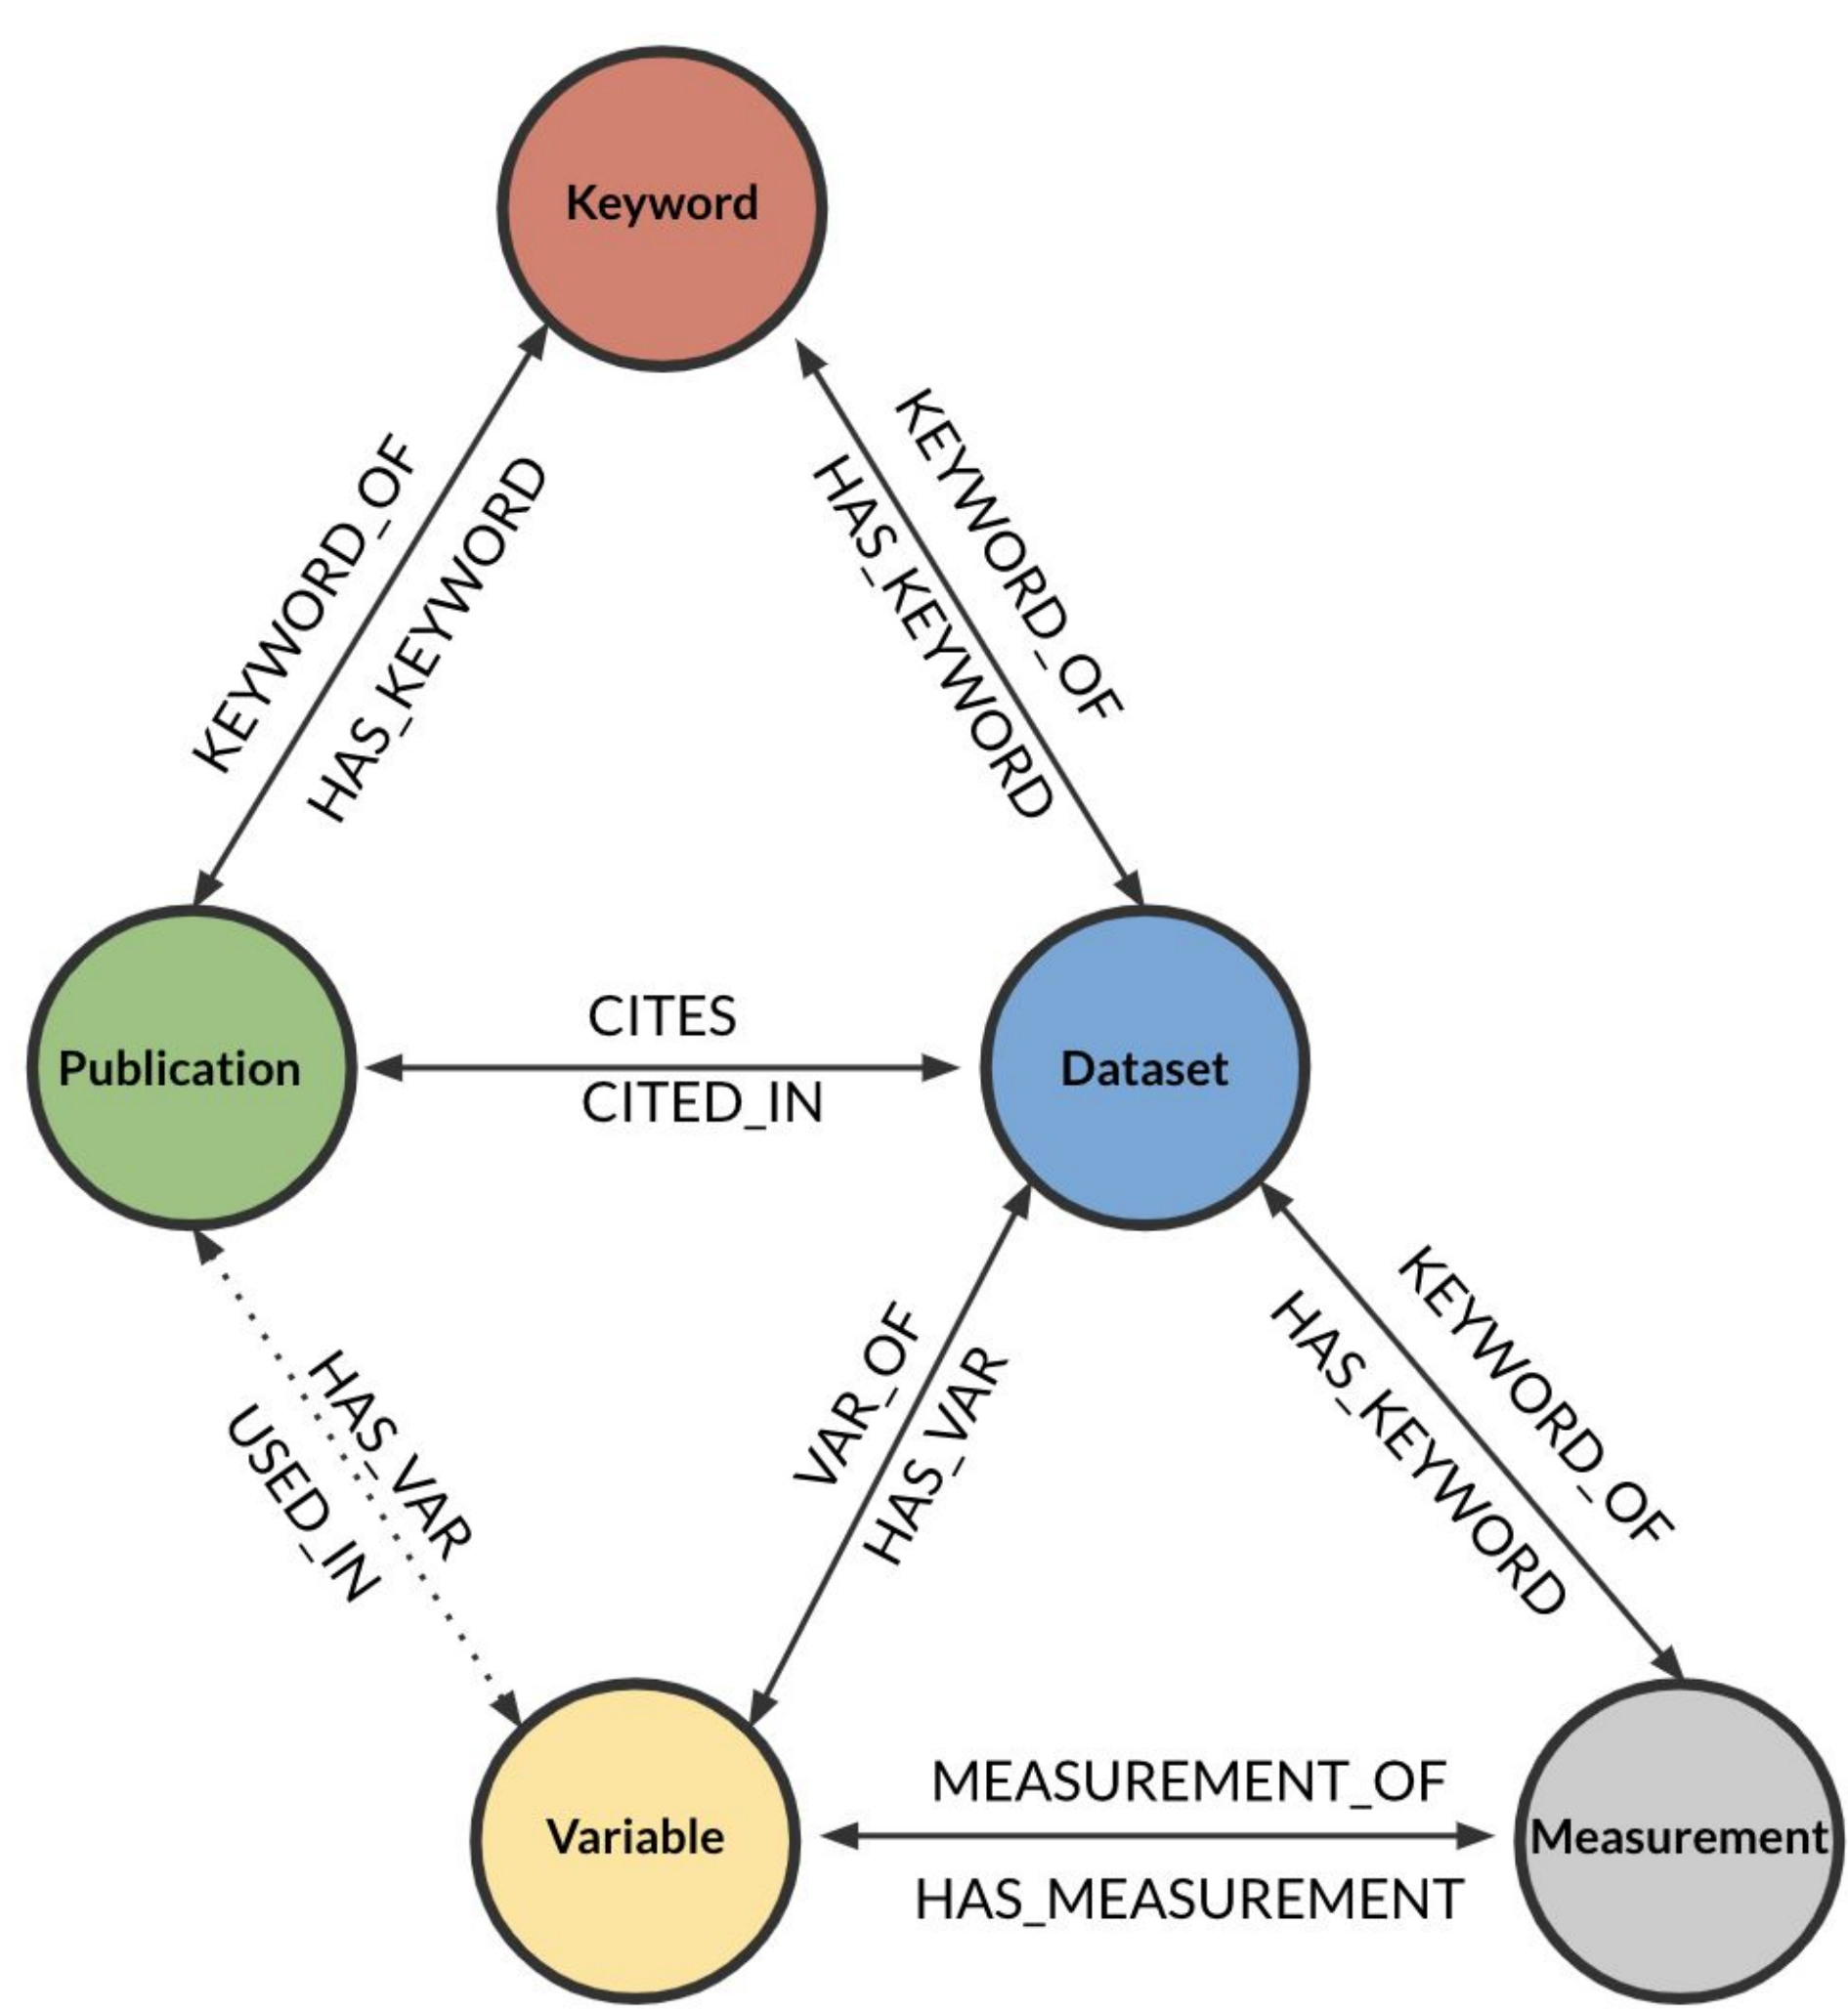 Keyword
KEYWORD_OF
HAS_KEYWORD
KEYWORD_OF
HAS_KEYWORD
Publication
CITES
CITED_IN
Dataset
HAS_VAR
USED_IN
VAR_OF
HAS_VAR
KEYWORD_OF
HAS_KEYWORD
Variable
MEASUREMENT_OF
HAS_MEASUREMENT
Measurement